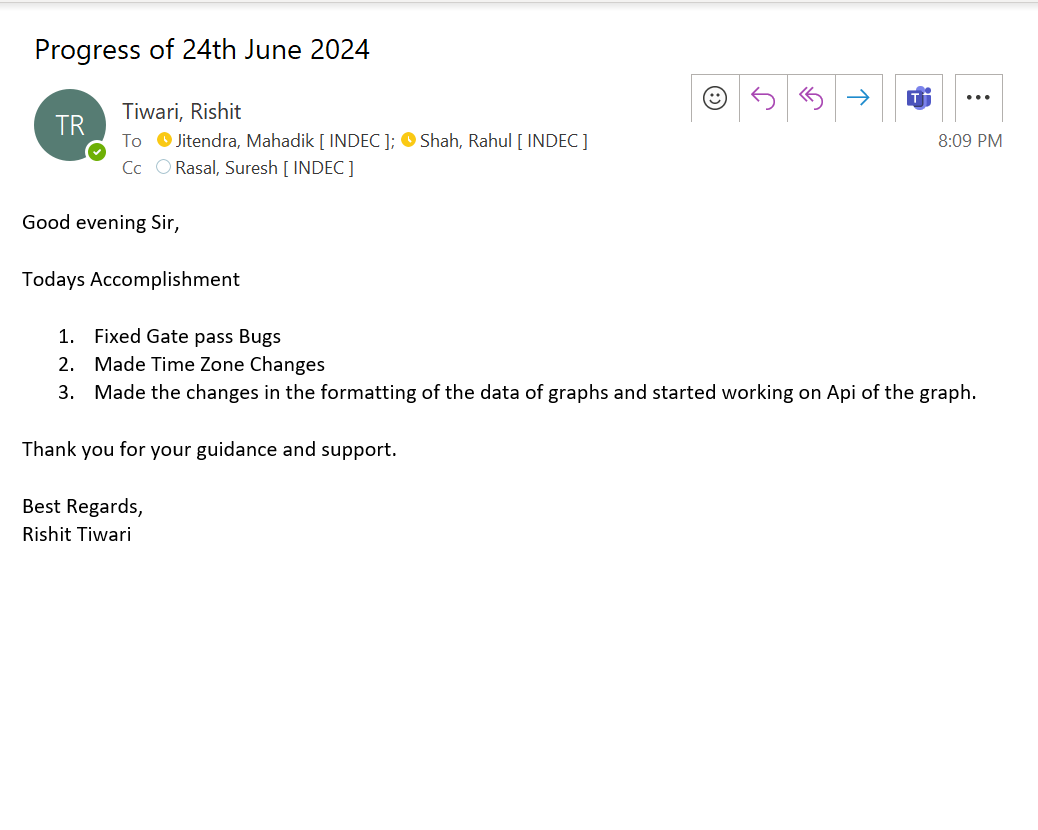 Progress of 24th June 2024
TR
Tiwari, Rishit
To Jitendra, Mahadik [ INDEC ]; Shah, Rahul [ INDEC ]
8:09 PM
Cc Rasal, Suresh [ INDEC ]
Good evening Sir,
Todays Accomplishment
1. Fixed Gate pass Bugs
2. Made Time Zone Changes
3. Made the changes in the formatting of the data of graphs and started working on Api of the graph.
Thank you for your guidance and support.
Best Regards,
Rishit Tiwari